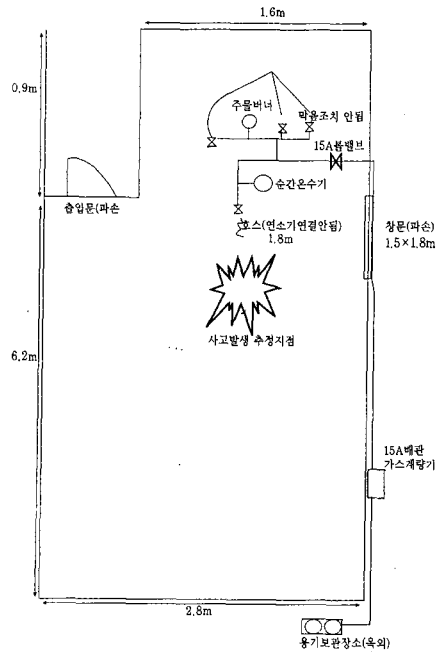 1.6m
0.9m
주물버너
막음조치 안됨
15A볼밸브
순간온수기
출입문(파손
호스(연소기연결안됨)
1.8m
창문(파손)
1.5×1.8m
사고발생 추정지점
6.2m
15A배관
가스계량기
2.8m
용기보관장소(옥외)